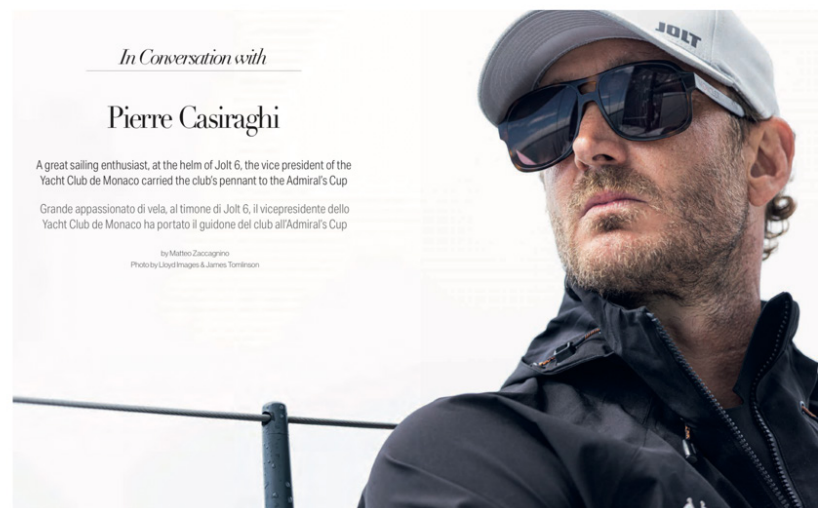 In Conversation with
Pierre Casiraghi
A great sailing enthusiast, at the helm of Jolt 6, the vice president of the
Yacht Club de Monaco carried the club's pennant to the Admiral's Cup
Grande appassionato di vela, al timone di Jolt 6, il vicepresidente dello
Yacht Club de Monaco ha portato il guidone del club all'Admiral's Cup
by Matteo Zaccagnino
Photo by Lloyd Images & James Tomlinson
JOLT